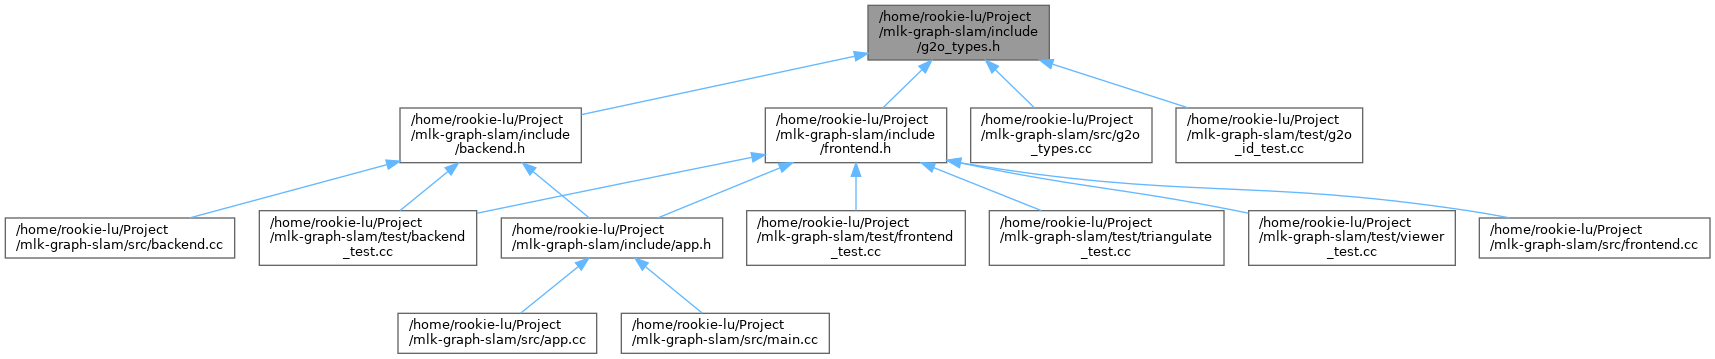 /home/rookie-lu/Project
/mlk-graph-slam/include
/g2o_types.h
/home/rookie-lu/Project
/mlk-graph-slam/include
/backend.h
/home/rookie-lu/Project
/mlk-graph-slam/include
/frontend.h
/home/rookie-lu/Project
/mlk-graph-slam/src/g2o
_types.cc
/home/rookie-lu/Project
/mlk-graph-slam/test/g2o
_id_test.cc
/home/rookie-lu/Project
/mlk-graph-slam/src/backend.cc
/home/rookie-lu/Project
/mlk-graph-slam/test/backend
_test.cc
/home/rookie-lu/Project
/mlk-graph-slam/include/app.h
/home/rookie-lu/Project
/mlk-graph-slam/test/frontend
_test.cc
/home/rookie-lu/Project
/mlk-graph-slam/test/triangulate
_test.cc
/home/rookie-lu/Project
/mlk-graph-slam/test/viewer
_test.cc
/home/rookie-lu/Project
/mlk-graph-slam/src/frontend.cc
/home/rookie-lu/Project
/mlk-graph-slam/src/app.cc
/home/rookie-lu/Project
/mlk-graph-slam/src/main.cc